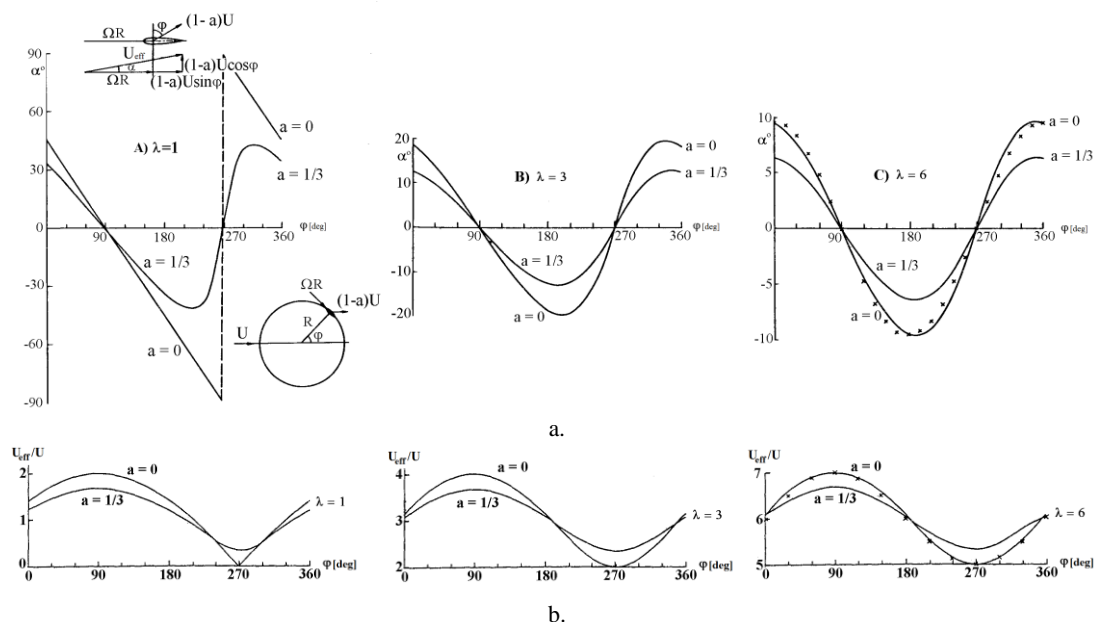 φ
(1- a)U
ΩR
U_eff
α
ΩR
(1-a)Ucosφ
(1-a)Usinφ
90
α°
60
30
0
-30
-60
-90
A) λ=1
a = 0
a = 1/3
a = 1/3
a = 0
90
180
270
360
φ [deg]
ΩR
(1-a)U
R
U
φ
20
α°
10
0
-10
-20
B) λ = 3
a = 0
a = 1/3
a = 1/3
a = 0
90
180
270
360
φ [deg]
10
α°
5
0
-5
-10
C) λ = 6
a = 0
a = 1/3
a = 1/3
a = 0
90
180
270
360
φ [deg]
a.
U_eff/U
2
1
0
a = 0
a = 1/3
λ = 1
0
90
180
270
360
φ [deg]
U_eff/U
4
3
2
a = 0
a = 1/3
λ = 3
0
90
180
270
360
φ [deg]
U_eff/U
7
6
5
a = 0
a = 1/3
λ = 6
0
90
180
270
360
φ [deg]
b.